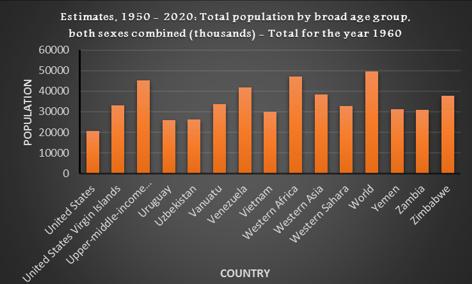 Estimates, 1950 - 2020: Total population by broad age group,
both sexes combined (thousands) - Total for the year 1960
POPULATION
60000
50000
40000
30000
20000
10000
0
United States
United States Virgin Islands
Upper-middle-income...
Uruguay
Uzbekistan
Vanuatu
Venezuela
Vietnam
Western Africa
Western Asia
Western Sahara
World
Yemen
Zambia
Zimbabwe
COUNTRY